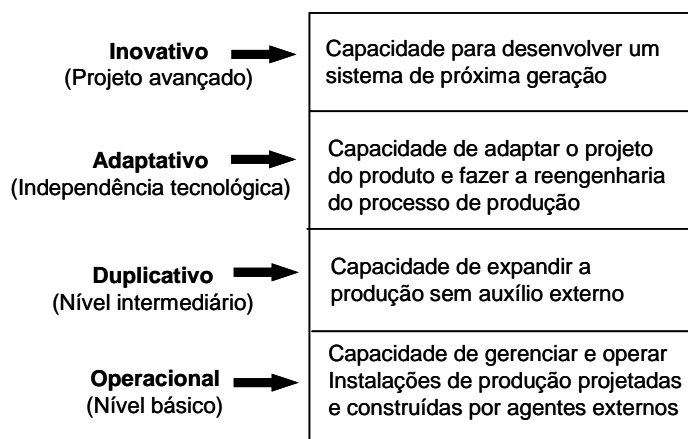 Inovativo
(Projeto avançado)
Capacidade para desenvolver um
sistema de próxima geração
Adaptativo
(Independência tecnológica)
Capacidade de adaptar o projeto
do produto e fazer a reengenharia
do processo de produção
Duplicativo
(Nível intermediário)
Capacidade de expandir a
produção sem auxílio externo
Operacional
(Nível básico)
Capacidade de gerenciar e operar
Instalações de produção projetadas
e construídas por agentes externos